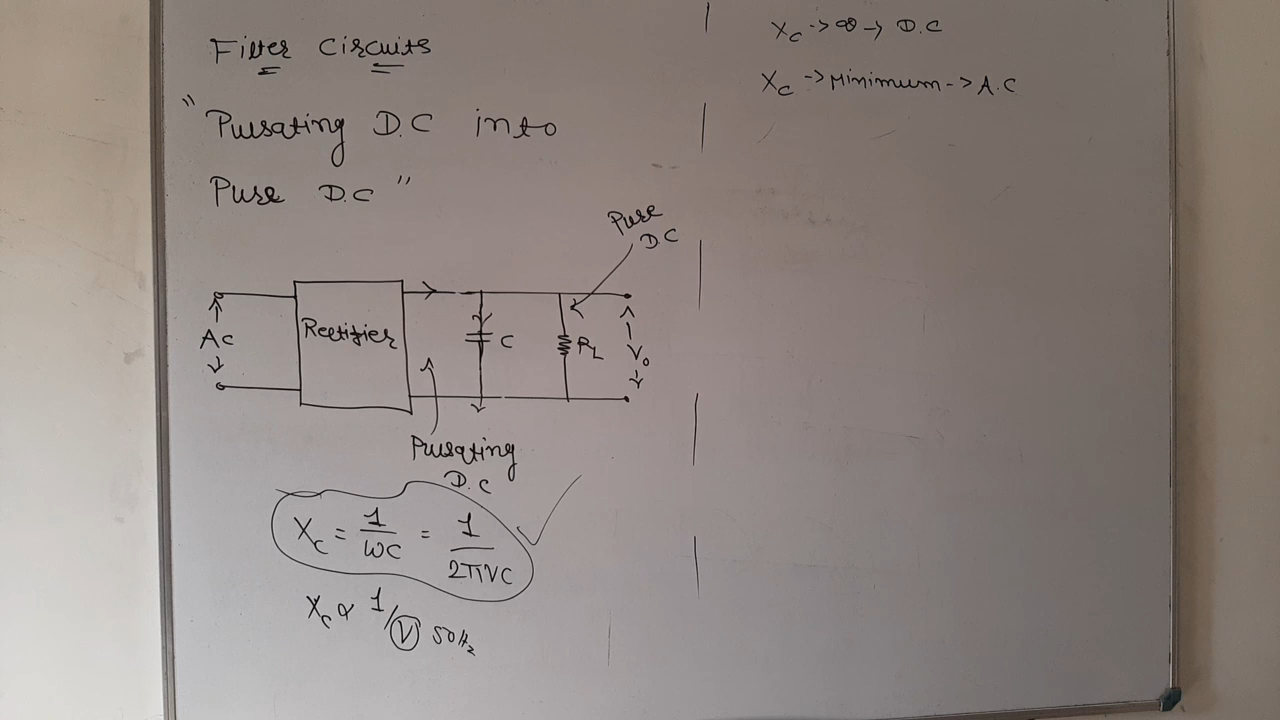 Filter Circuits
"Pulsating D.C into
Pure D.C"
Pure
DC
AC
Rectifier
C
RL
Vo
Pulsating
D.C
Xc = 1/ωC = 1/2πνC
Xc ∝ 1/ν 50Hz
Xc -> ∞ -> D.C
Xc -> Minimum -> A.C